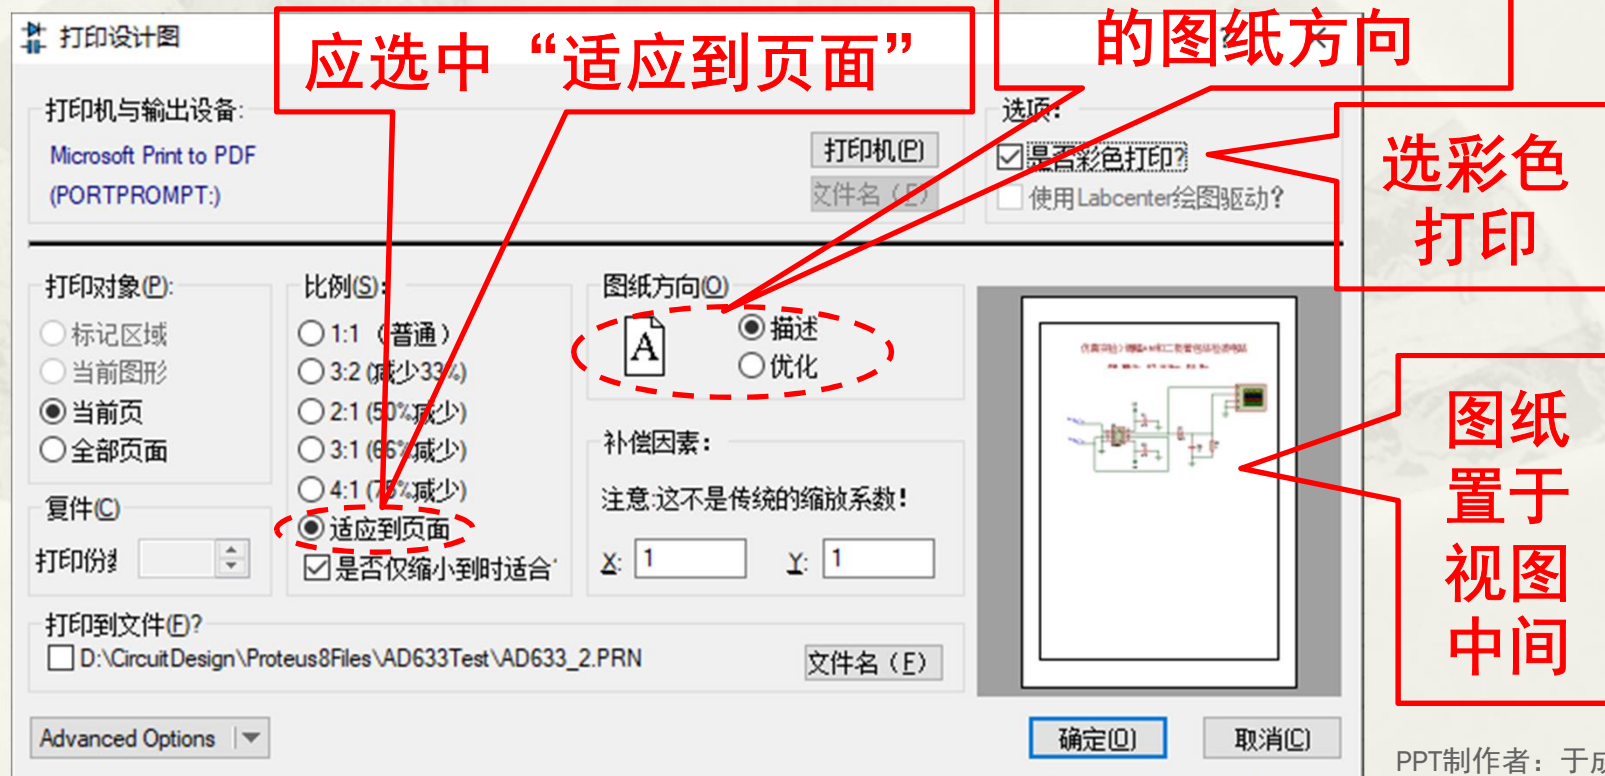 打印设计图
应选中“适应到页面”
的图纸方向
打印机与输出设备:
Microsoft Print to PDF
(PORTPROMPT:)
打印机(P)
文件名（F）
选项:
是否彩色打印?
使用Labcenter绘图驱动?
选彩色
打印
打印对象(P):
标记区域
当前图形
当前页
全部页面
复件(C)
打印份
比例(S):
1:1 （普通）
3:2 (减少33%)
2:1 (50%减少)
3:1 (66%减少)
4:1 (75%减少)
适应到页面
是否仅缩小到时适合
图纸方向(O)
A
描述
优化
补偿因素:
注意:这不是传统的缩放系数!
X: 1
Y: 1
图纸
置于
视图
中间
打印到文件(F)?
D:\CircuitDesign\Proteus8Files\AD633Test\AD633_2.PRN
文件名（F）
Advanced Options
确定(O)
取消(C)
PPT制作者：于